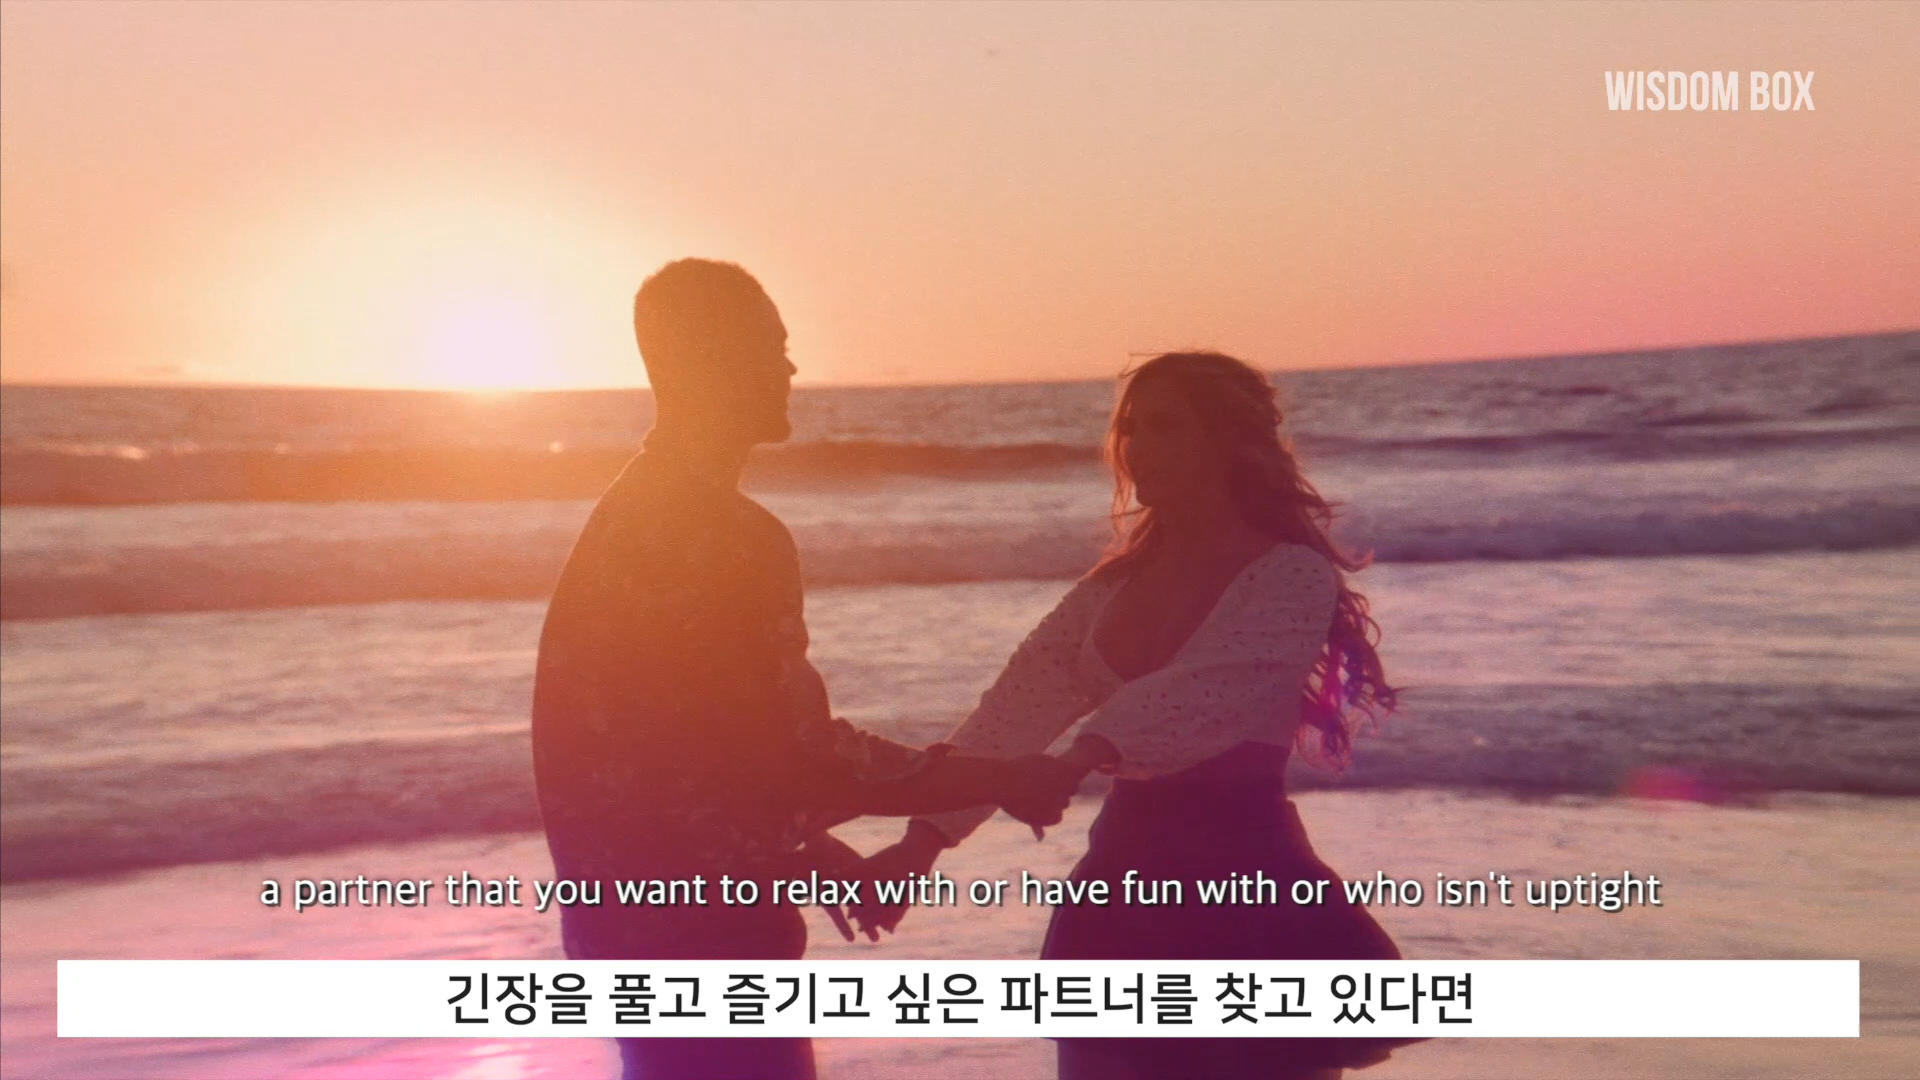 WISDOM BOX
a partner that you want to relax with or have fun with or who isn't uptight
긴장을 풀고 즐기고 싶은 파트너를 찾고 있다면